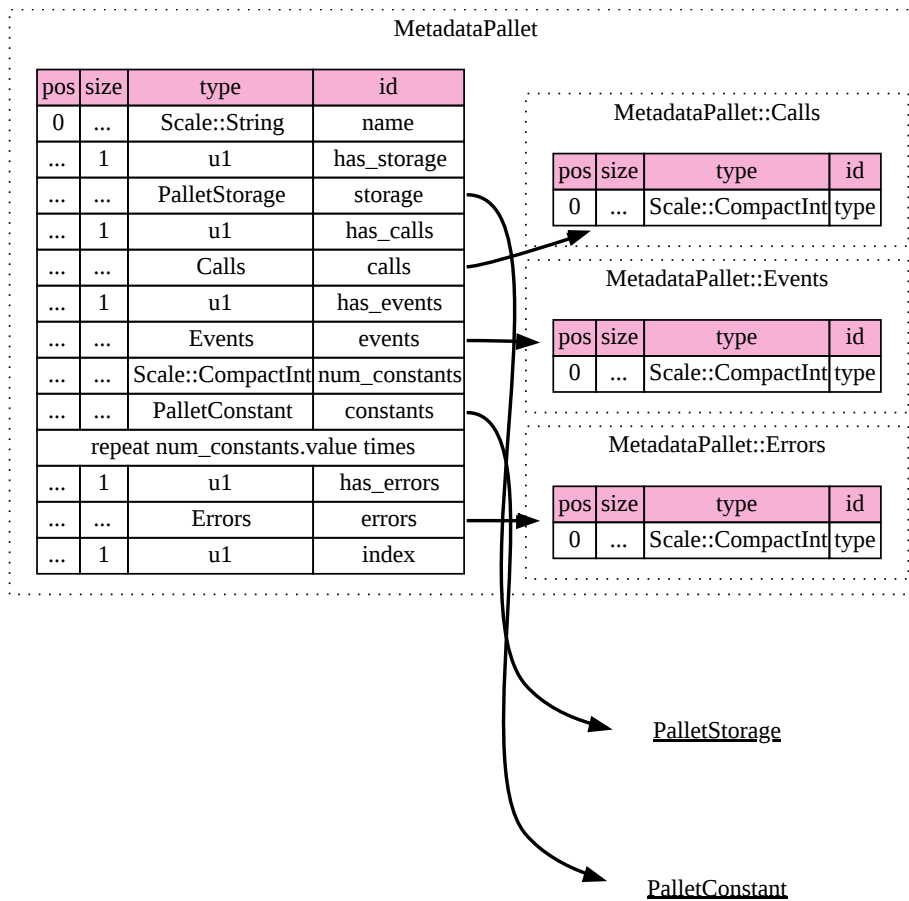 MetadataPallet
pos size type id
0 ... Scale::String name
... 1 u1 has_storage
... ... PalletStorage storage
... 1 u1 has_calls
... ... Calls calls
... 1 u1 has_events
... ... Events events
... ... Scale::CompactInt num_constants
... ... PalletConstant constants
repeat num_constants.value times
... 1 u1 has_errors
... ... Errors errors
... 1 u1 index
MetadataPallet::Calls
pos size type id
0 ... Scale::CompactInt type
MetadataPallet::Events
pos size type id
0 ... Scale::CompactInt type
MetadataPallet::Errors
pos size type id
0 ... Scale::CompactInt type
PalletStorage
PalletConstant